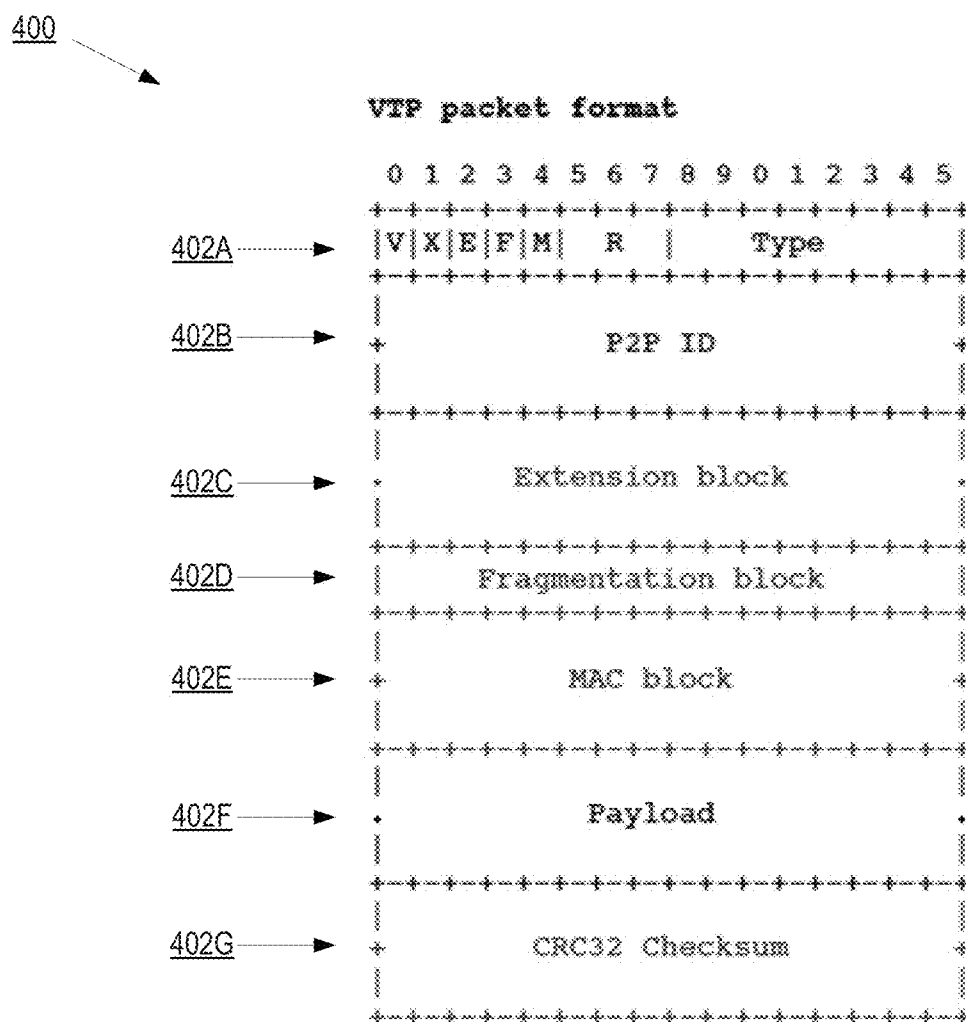 400
VTP packet format
0 1 2 3 4 5 6 7 8 9 0 1 2 3 4 5
+-+-+-+-+-+-+-+-+-+-+-+-+-+-+-+-+
402A |V|X|E|F|M| R | Type |
+-+-+-+-+-+-+-+-+-+-+-+-+-+-+-+-+
| |
402B + P2P ID +
| |
+-+-+-+-+-+-+-+-+-+-+-+-+-+-+-+-+
| |
402C . Extension block .
| |
+-+-+-+-+-+-+-+-+-+-+-+-+-+-+-+-+
402D | Fragmentation block |
+-+-+-+-+-+-+-+-+-+-+-+-+-+-+-+-+
| |
402E + MAC block +
| |
+-+-+-+-+-+-+-+-+-+-+-+-+-+-+-+-+
| |
402F . Payload .
| |
+-+-+-+-+-+-+-+-+-+-+-+-+-+-+-+-+
| |
402G + CRC32 Checksum +
| |
+-+-+-+-+-+-+-+-+-+-+-+-+-+-+-+-+